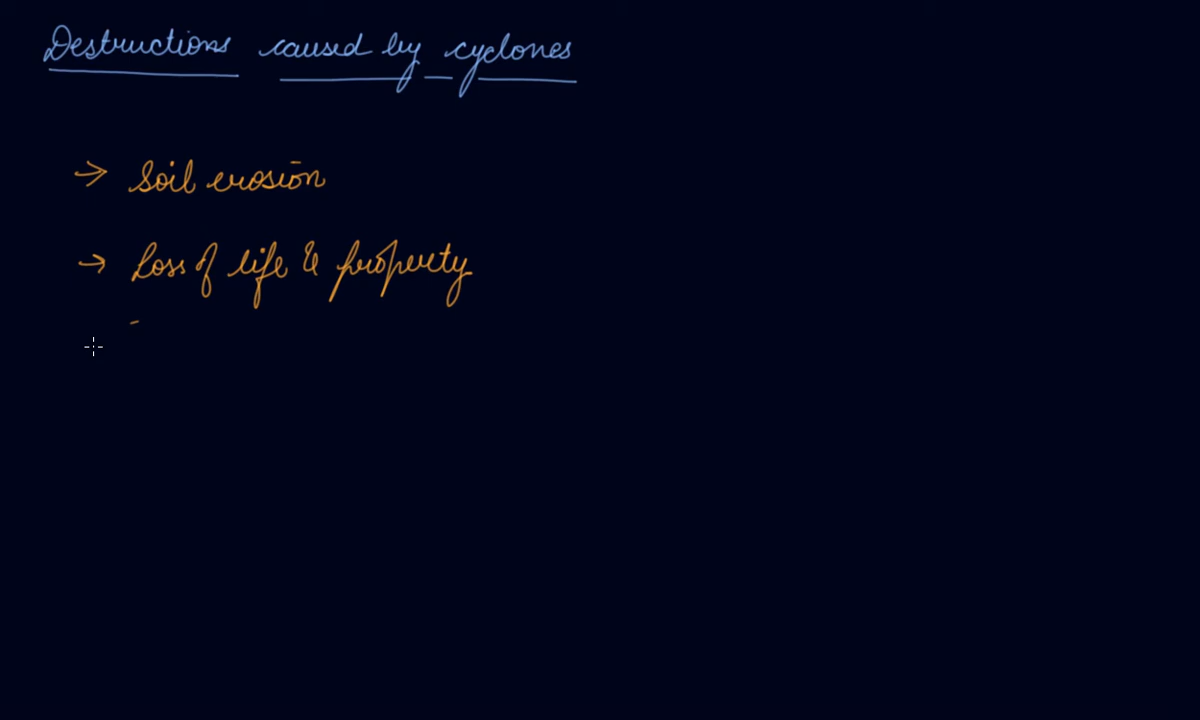 Destructions caused by cyclones
→ Soil erosion
→ Loss of life & property